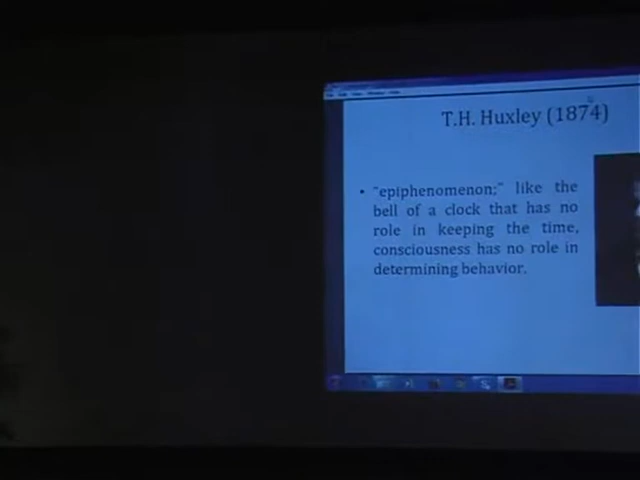 T.H. Huxley (1874)
• "epiphenomenon;" like the
bell of a clock that has no
role in keeping the time,
consciousness has no role in
determining behavior.